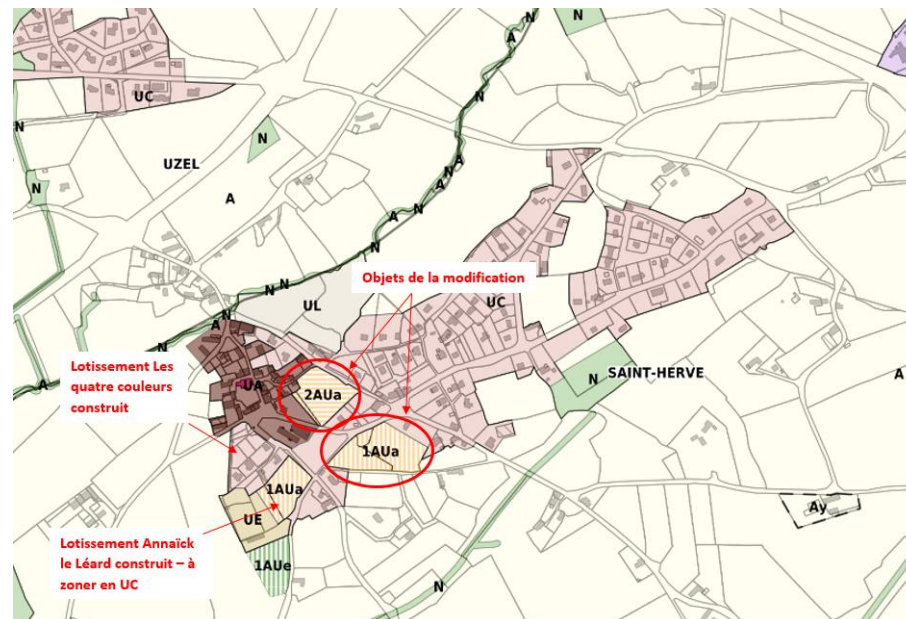 N
N
A
N
UC
N
N
A
N
N
UZEL
A
N
A
N
A
A
N
N
Objets de la modification
N
N
UL
UC
N
A
N
Lotissement Les
quatre couleurs
construit
A
UA
2AUa
N
SAINT-HERVE
A
1AUa
1AUa
UE
Ay
Lotissement Annaïck
le Léard construit – à
zoner en UC
1AUe
N